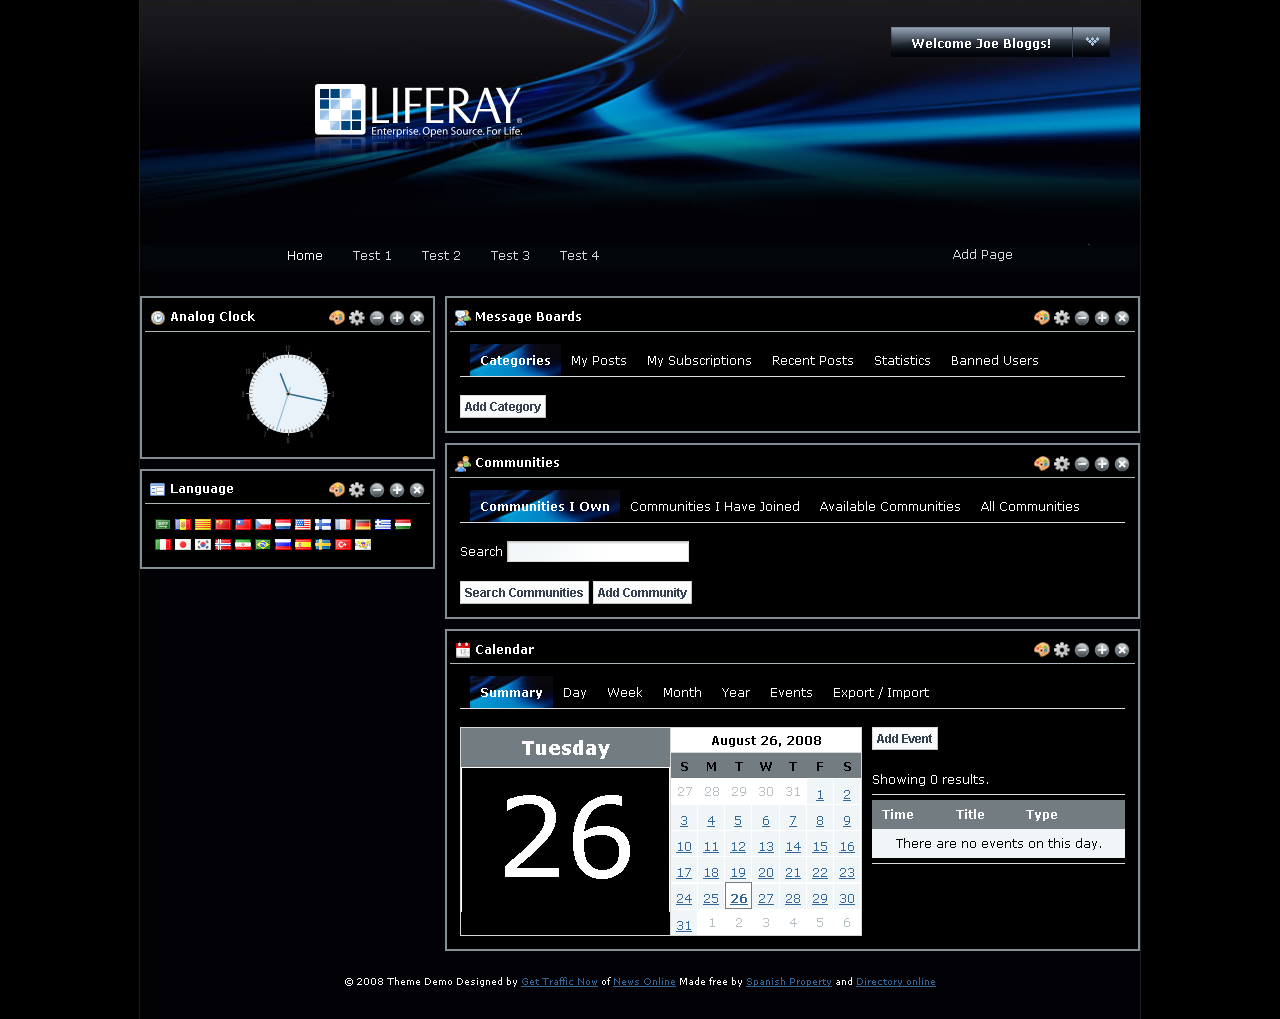 Welcome Joe Bloggs!
LIFERAY®
Enterprise. Open Source. For Life.
Home Test 1 Test 2 Test 3 Test 4 Add Page
Analog Clock
Language
Message Boards
Categories My Posts My Subscriptions Recent Posts Statistics Banned Users
Add Category
Communities
Communities I Own Communities I Have Joined Available Communities All Communities
Search
Search Communities Add Community
Calendar
Summary Day Week Month Year Events Export / Import
Tuesday
26
August 26, 2008
S M T W T F S
27 28 29 30 31 1 2
3 4 5 6 7 8 9
10 11 12 13 14 15 16
17 18 19 20 21 22 23
24 25 26 27 28 29 30
31 1 2 3 4 5 6
Add Event
Showing 0 results.
Time Title Type
There are no events on this day.
© 2008 Theme Demo Designed by Get Traffic Now of News Online Made free by Spanish Property and Directory online